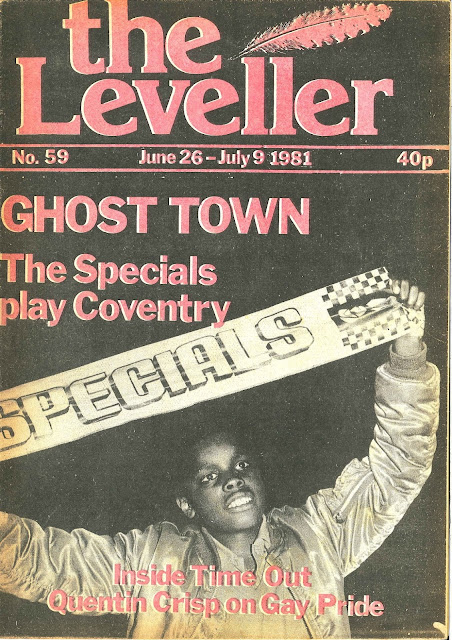 the
Leveller
No. 59 June 26 – July 9 1981 40p
GHOST TOWN
The Specials
play Coventry
SPECIALS
Inside Time Out
Quentin Crisp on Gay Pride